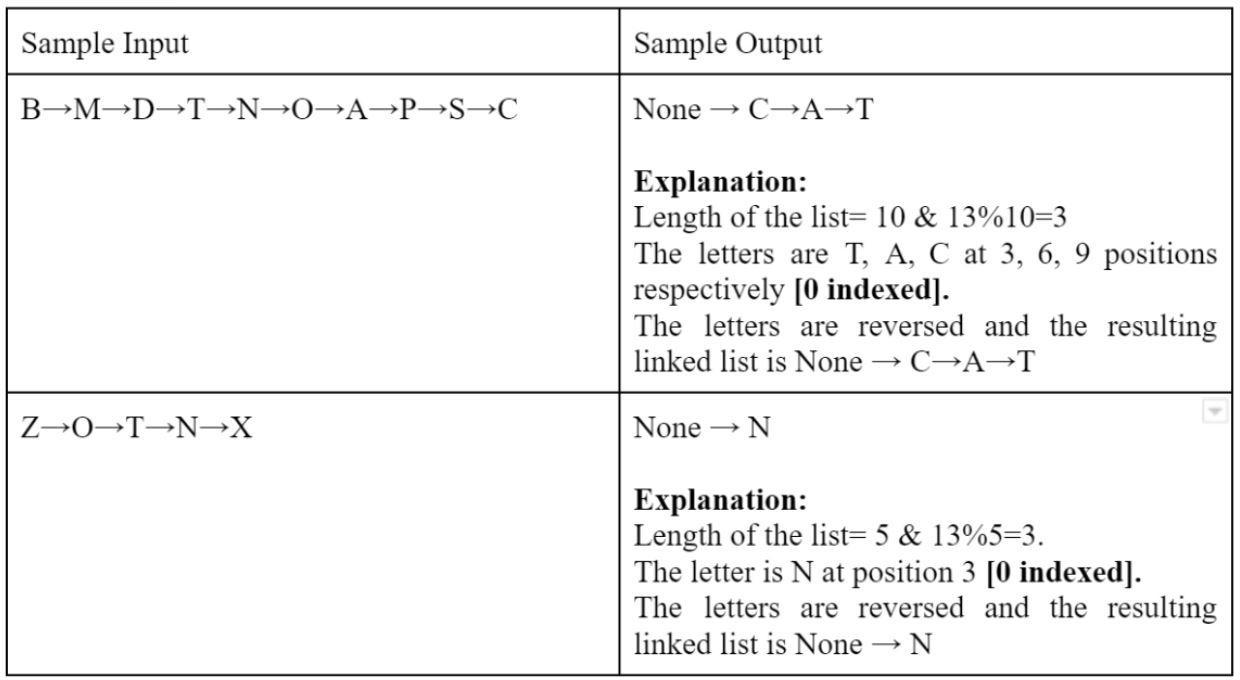 Sample Input
Sample Output
B→M→D→T→N→O→A→P→S→C
None → C→A→T
Explanation:
Length of the list= 10 & 13%10=3
The letters are T, A, C at 3, 6, 9 positions
respectively [0 indexed].
The letters are reversed and the resulting
linked list is None → C→A→T
Z→O→T→N→X
None → N
Explanation:
Length of the list= 5 & 13%5=3.
The letter is N at position 3 [0 indexed].
The letters are reversed and the resulting
linked list is None → N